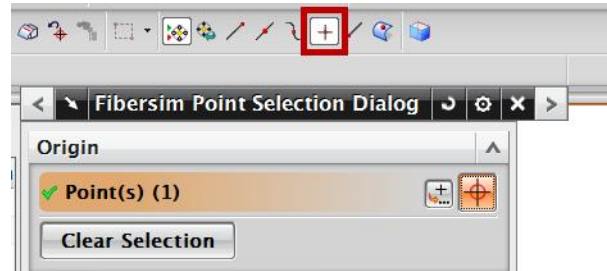 Fibersim Point Selection Dialog
Origin
Point(s) (1)
Clear Selection